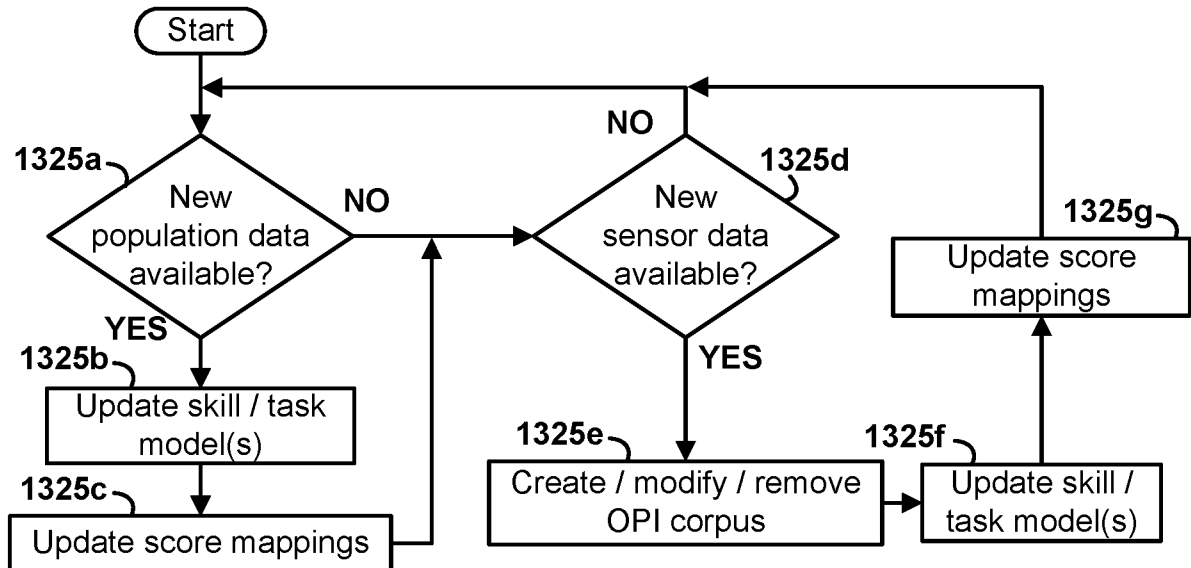 Start
1325a
New
population data
available?
NO
YES
1325b
Update skill / task
model(s)
1325c
Update score mappings
NO
1325d
New
sensor data
available?
YES
1325e
Create / modify / remove
OPI corpus
1325f
Update skill /
task model(s)
1325g
Update score
mappings